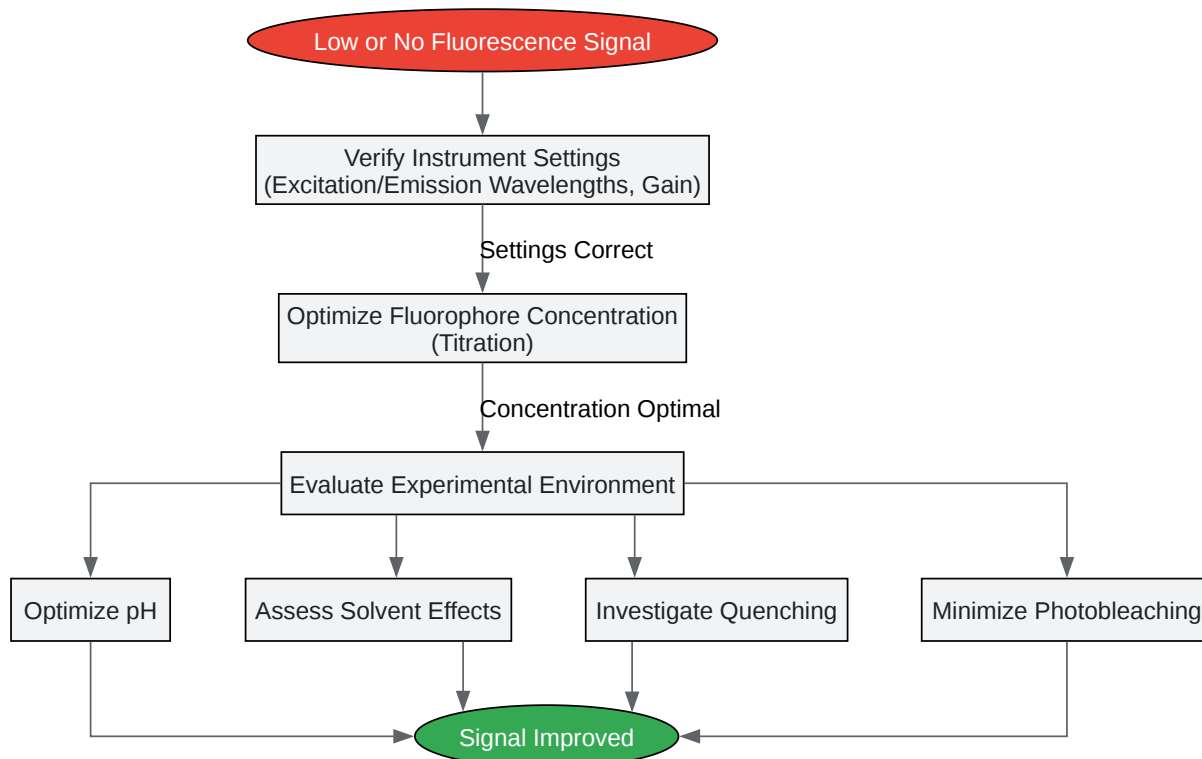 Low or No Fluorescence Signal
Verify Instrument Settings
(Excitation/Emission Wavelengths, Gain)
Settings Correct
Optimize Fluorophore Concentration
(Titration)
Concentration Optimal
Evaluate Experimental Environment
Optimize pH
Assess Solvent Effects
Investigate Quenching
Minimize Photobleaching
Signal Improved